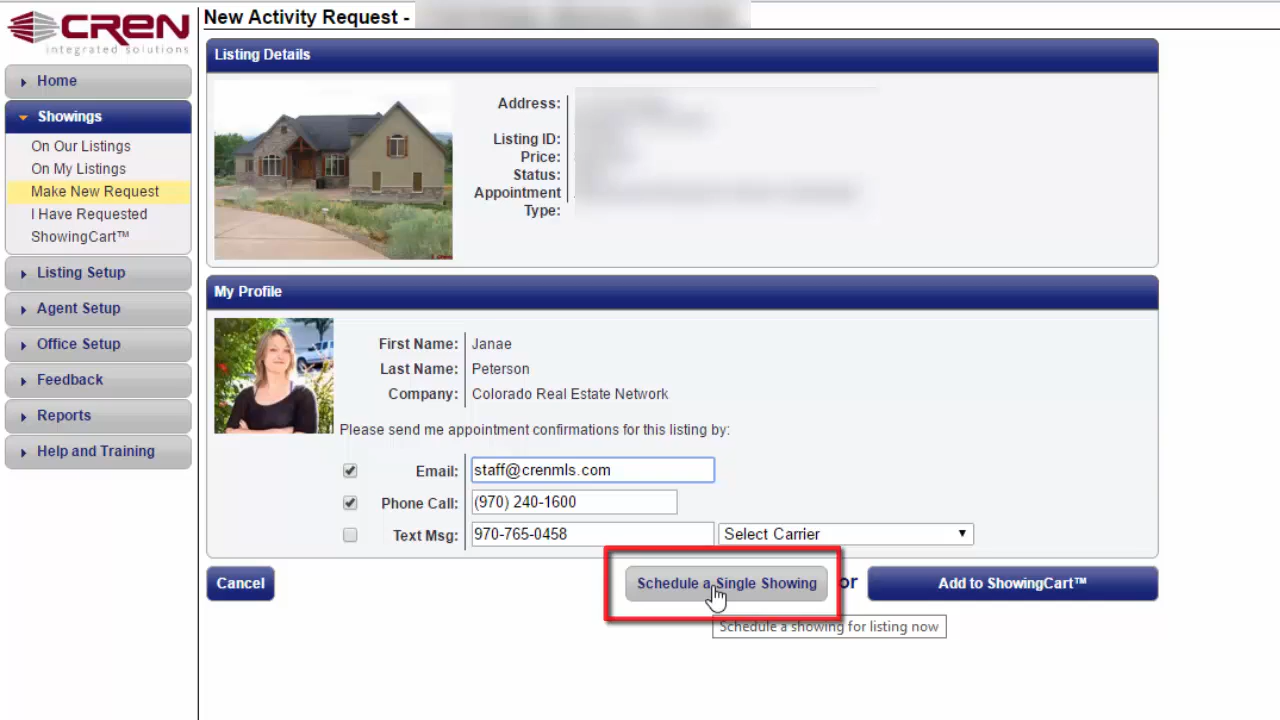 CREN
integrated solutions
New Activity Request -
Home
Showings
On Our Listings
On My Listings
Make New Request
I Have Requested
ShowingCart™
Listing Setup
Agent Setup
Office Setup
Feedback
Reports
Help and Training
Listing Details
Address:
Listing ID:
Price:
Status:
Appointment
Type:
My Profile
First Name: Janae
Last Name: Peterson
Company: Colorado Real Estate Network
Please send me appointment confirmations for this listing by:
Email: staff@crenmls.com
Phone Call: (970) 240-1600
Text Msg: 970-765-0458 Select Carrier
Cancel Schedule a Single Showing or Add to ShowingCart™
Schedule a showing for listing now